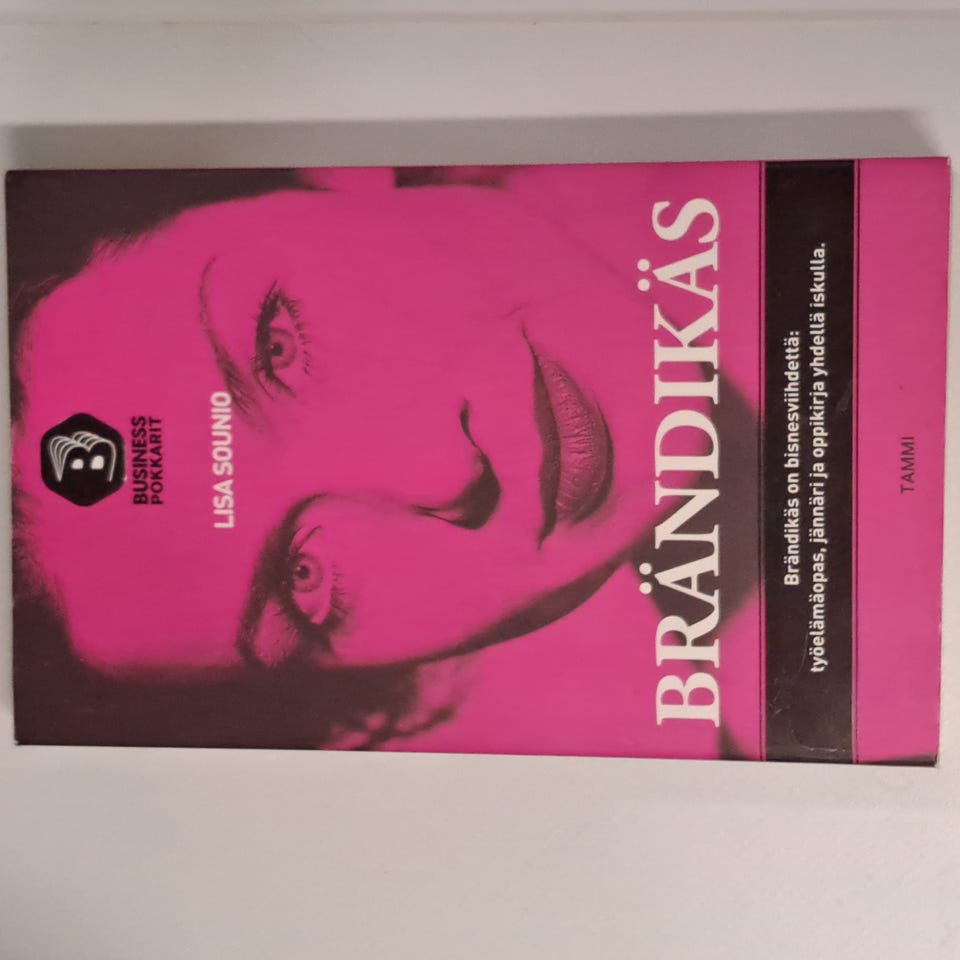 B
BUSINESS
POKKARIT
LISA SOUNIO
BRÄNDIKÄS
Brändikäs on bisnesviihdettä:
työelämäopas, jännäri ja oppikirja yhdellä iskulla.
TAMMI